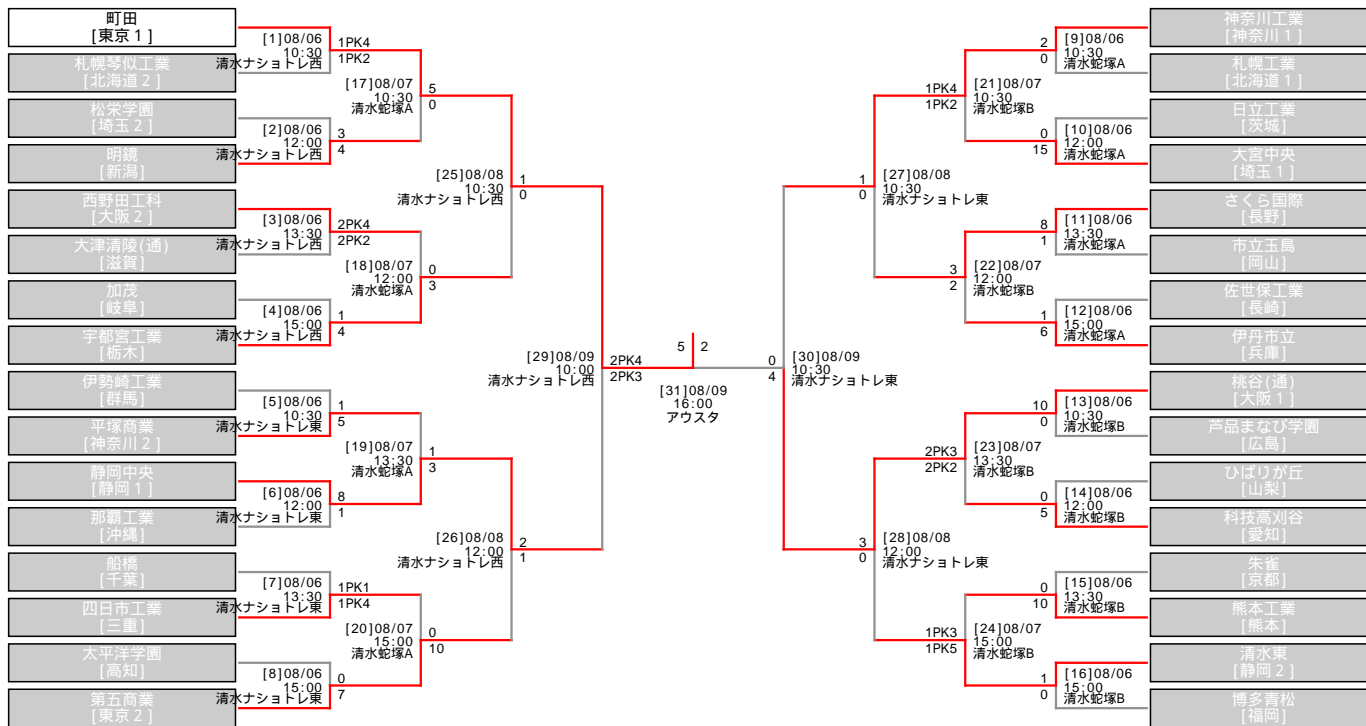 町田
[東京１]
札幌琴似工業
[北海道２]
松栄学園
[埼玉２]
明鏡
[新潟]
西野田工科
[大阪２]
大津清陵(通)
[滋賀]
加茂
[岐阜]
宇都宮工業
[栃木]
伊勢崎工業
[群馬]
平塚商業
[神奈川２]
静岡中央
[静岡１]
那覇工業
[沖縄]
船橋
[千葉]
四日市工業
[三重]
太平洋学園
[高知]
第五商業
[東京２]
[1]08/06
10:30
清水ナショトレ西
1PK4
1PK2
[2]08/06
12:00
清水ナショトレ西
3
4
[3]08/06
13:30
清水ナショトレ西
2PK4
2PK2
[4]08/06
15:00
清水ナショトレ西
1
4
[5]08/06
10:30
清水ナショトレ東
1
5
[6]08/06
12:00
清水ナショトレ東
8
1
[7]08/06
13:30
清水ナショトレ東
1PK1
1PK4
[8]08/06
15:00
清水ナショトレ東
0
7
[17]08/07
10:30
清水蛇塚A
5
0
[18]08/07
12:00
清水蛇塚A
0
3
[19]08/07
13:30
清水蛇塚A
1
3
[20]08/07
15:00
清水蛇塚A
0
10
[25]08/08
10:30
清水ナショトレ西
1
0
[26]08/08
12:00
清水ナショトレ西
2
1
[29]08/09
10:00
清水ナショトレ西
2PK4
2PK3
5
2
[31]08/09
16:00
アウスタ
0
4
[30]08/09
10:30
清水ナショトレ東
1
0
[27]08/08
10:30
清水ナショトレ東
3
0
[28]08/08
12:00
清水ナショトレ東
1PK4
1PK2
[21]08/07
10:30
清水蛇塚B
3
2
[22]08/07
12:00
清水蛇塚B
2PK3
2PK2
[23]08/07
13:30
清水蛇塚B
1PK3
1PK5
[24]08/07
15:00
清水蛇塚B
2
0
[9]08/06
10:30
清水蛇塚A
0
15
[10]08/06
12:00
清水蛇塚A
8
1
[11]08/06
13:30
清水蛇塚A
1
6
[12]08/06
15:00
清水蛇塚A
10
0
[13]08/06
10:30
清水蛇塚B
0
5
[14]08/06
12:00
清水蛇塚B
0
10
[15]08/06
13:30
清水蛇塚B
1
0
[16]08/06
15:00
清水蛇塚B
神奈川工業
[神奈川１]
札幌工業
[北海道１]
日立工業
[茨城]
大宮中央
[埼玉１]
さくら国際
[長野]
市立玉島
[岡山]
佐世保工業
[長崎]
伊丹市立
[兵庫]
桃谷(通)
[大阪１]
芦品まなび学園
[広島]
ひばりが丘
[山梨]
科技高刈谷
[愛知]
朱雀
[京都]
熊本工業
[熊本]
清水東
[静岡２]
博多青松
[福岡]